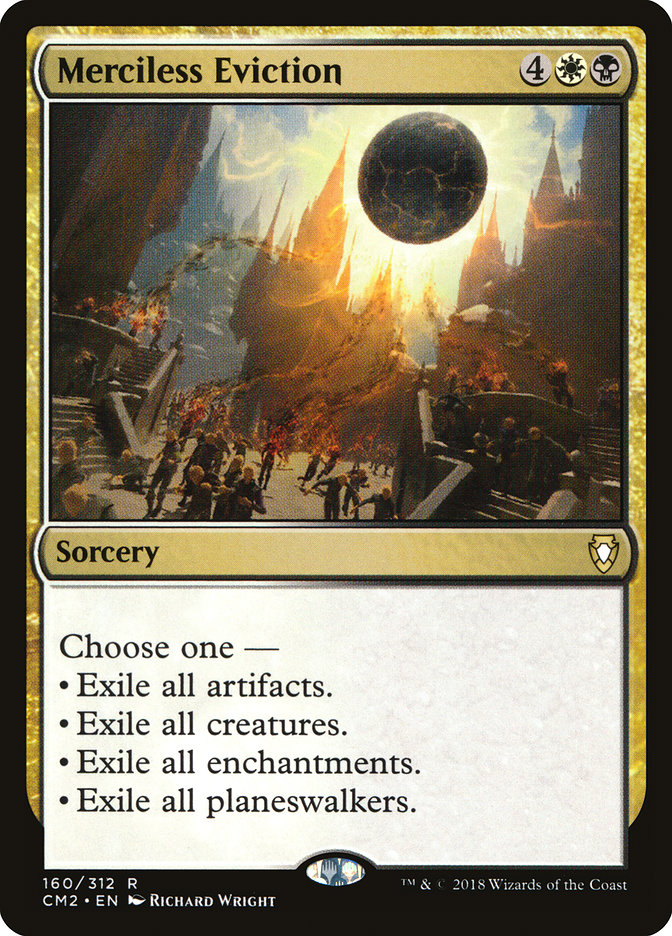 Merciless Eviction 4
Sorcery
Choose one —
• Exile all artifacts.
• Exile all creatures.
• Exile all enchantments.
• Exile all planeswalkers.
160/312 R
CM2 • EN Richard Wright
™ & © 2018 Wizards of the Coast